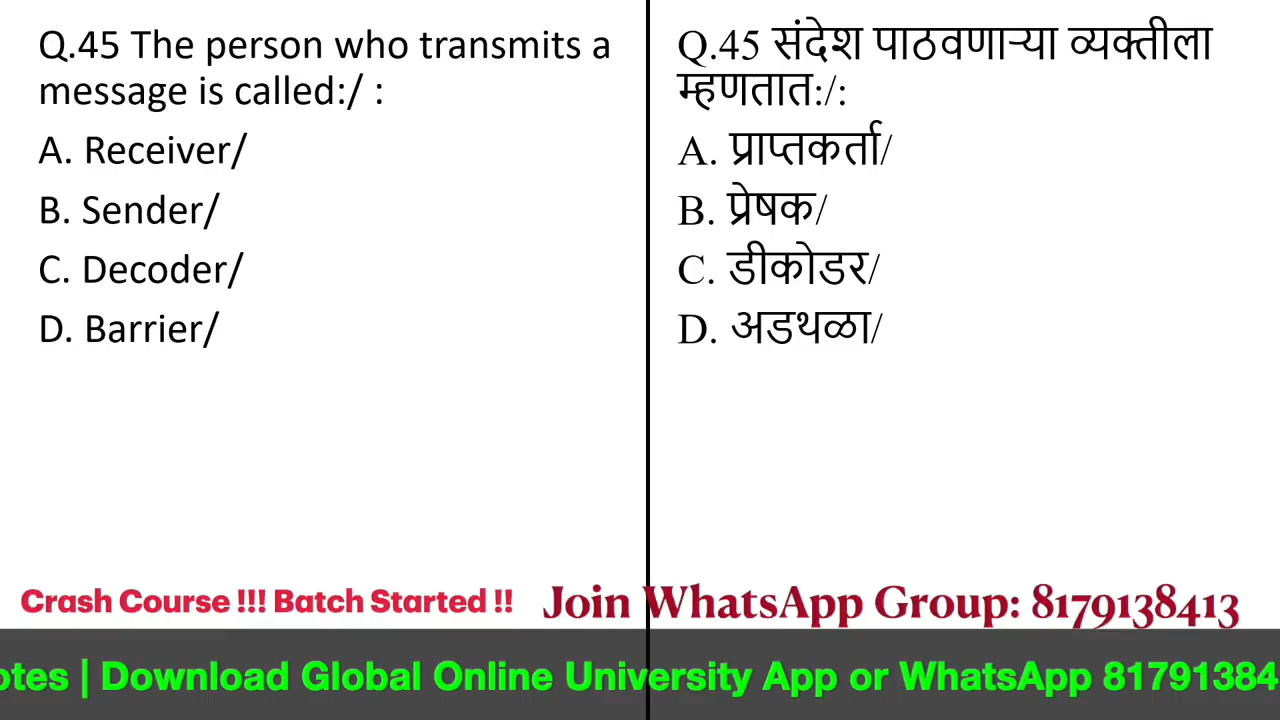 Q.45 The person who transmits a
message is called:/ :
A. Receiver/
B. Sender/
C. Decoder/
D. Barrier/
Q.45 संदेश पाठवणाऱ्या व्यक्तीला
म्हणतात:/:
A. प्राप्तकर्ता/
B. प्रेषक/
C. डीकोडर/
D. अडथळा/
Crash Course !!! Batch Started !!
Join WhatsApp Group: 8179138413
otes | Download Global Online University App or WhatsApp 81791384